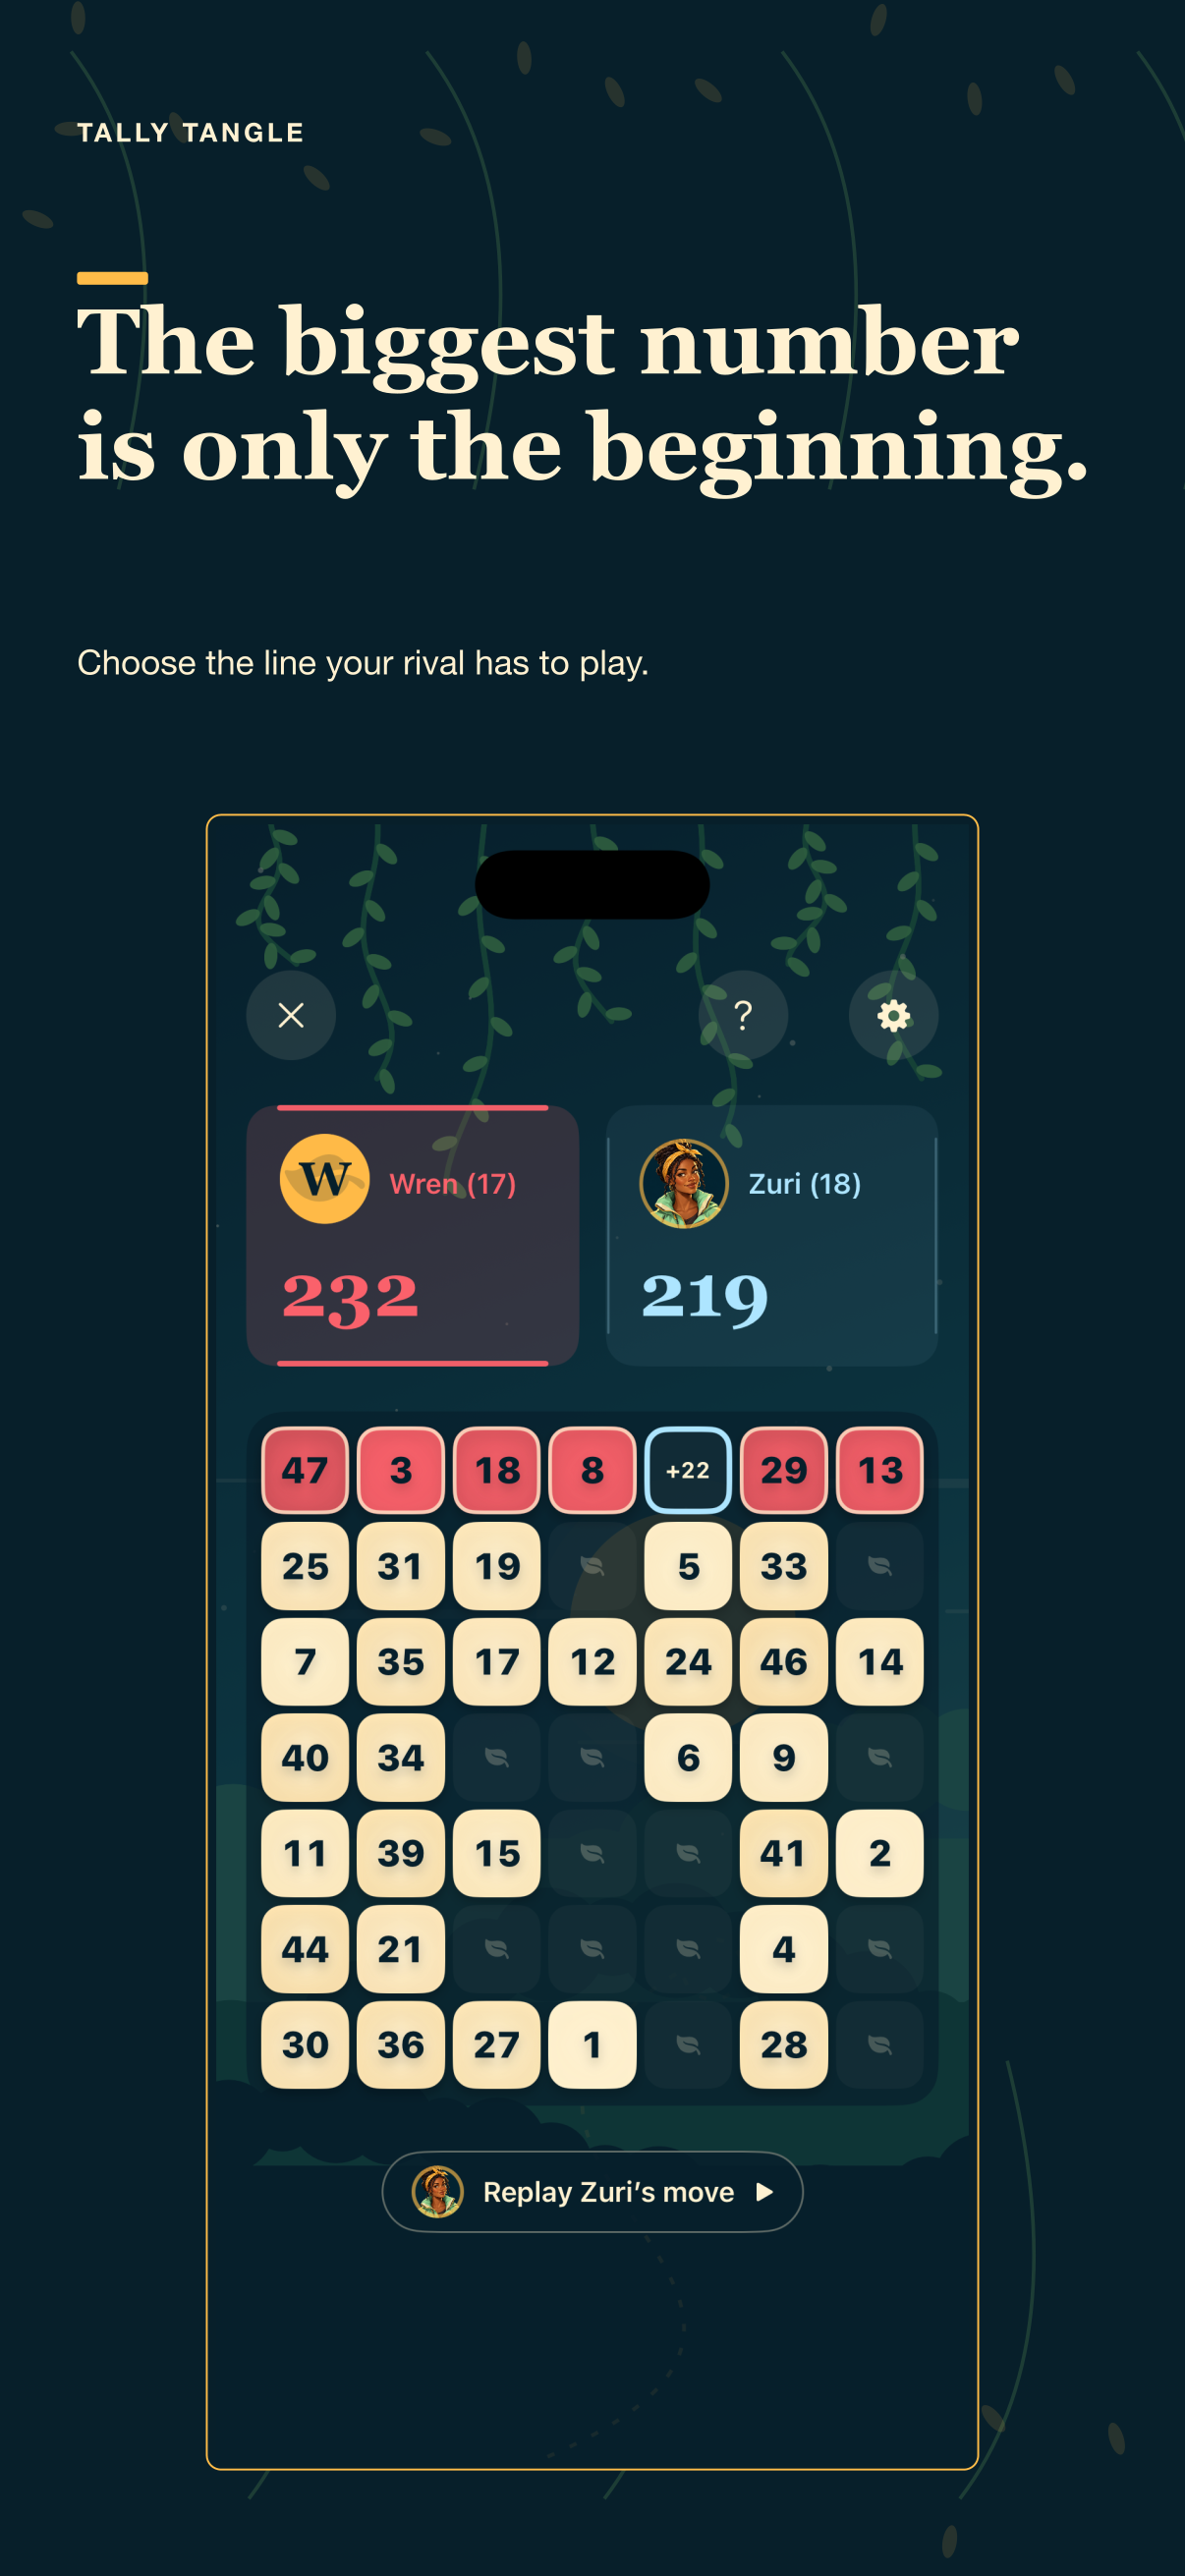 TALLY TANGLE
The biggest number
is only the beginning.
Choose the line your rival has to play.
?
W Wren (17)
232
Zuri (18)
219
47 3 18 8 +22 29 13
25 31 19 5 33
7 35 17 12 24 46 14
40 34 6 9
11 39 15 41 2
44 21 4
30 36 27 1 28
Replay Zuri’s move